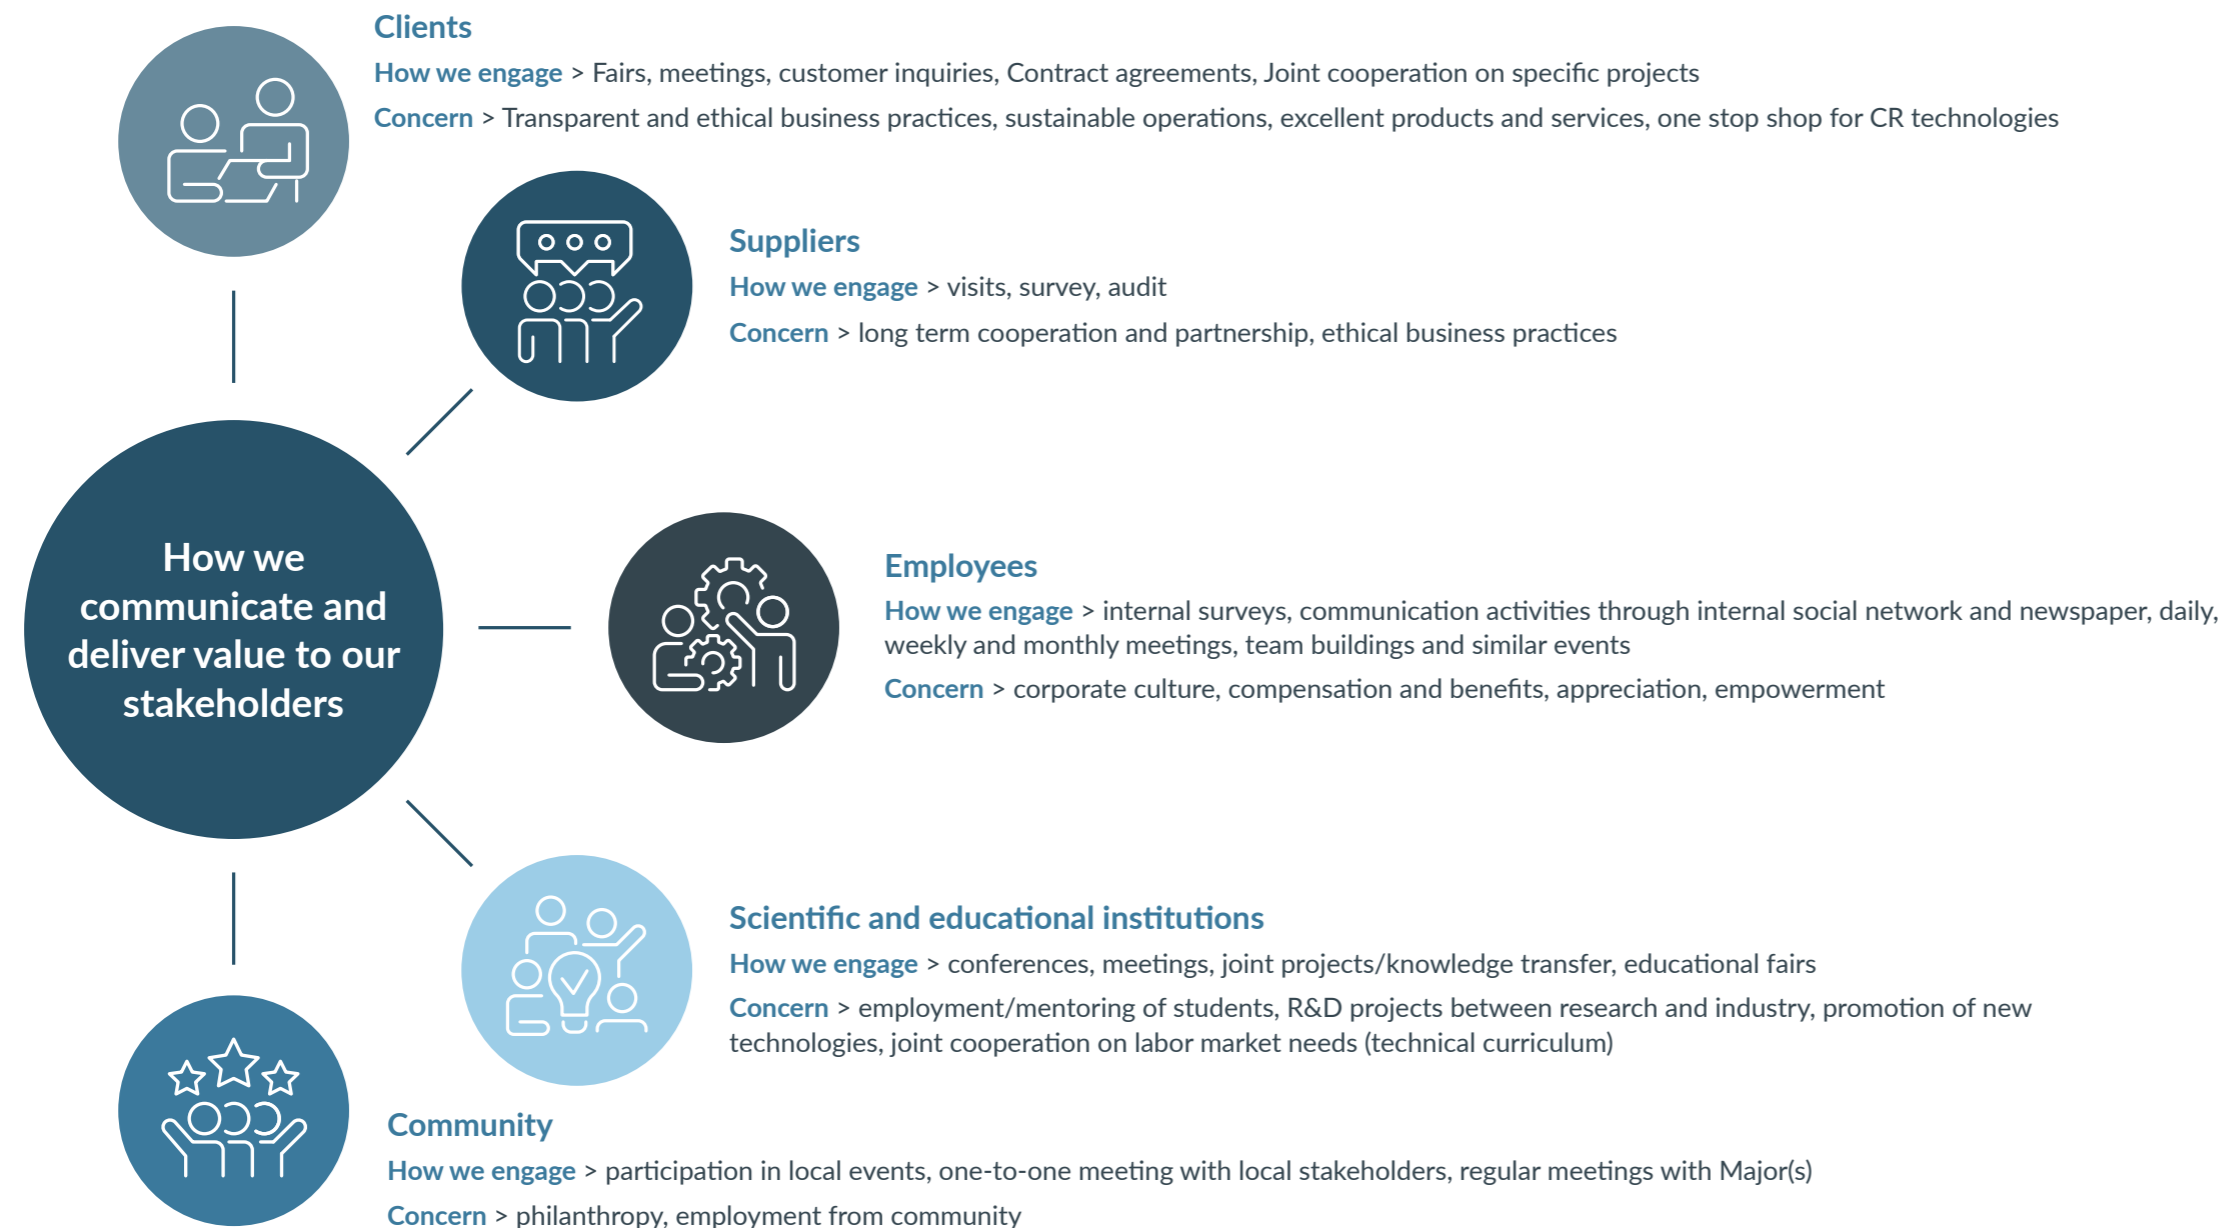 Clients
How we engage > Fairs, meetings, customer inquiries, Contract agreements, Joint cooperation on specific projects
Concern > Transparent and ethical business practices, sustainable operations, excellent products and services, one stop shop for CR technologies
Suppliers
How we engage > visits, survey, audit
Concern > long term cooperation and partnership, ethical business practices
How we
communicate and
deliver value to our
stakeholders
Employees
How we engage > internal surveys, communication activities through internal social network and newspaper, daily,
weekly and monthly meetings, team buildings and similar events
Concern > corporate culture, compensation and benefits, appreciation, empowerment
Scientific and educational institutions
How we engage > conferences, meetings, joint projects/knowledge transfer, educational fairs
Concern > employment/mentoring of students, R&D projects between research and industry, promotion of new
technologies, joint cooperation on labor market needs (technical curriculum)
Community
How we engage > participation in local events, one-to-one meeting with local stakeholders, regular meetings with Major(s)
Concern > philanthropy, employment from community